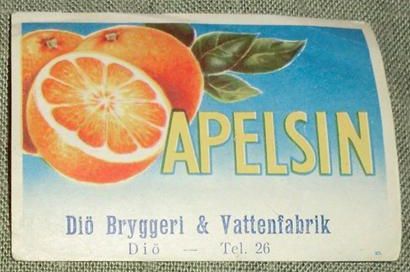 APELSIN
Diö Bryggeri & Vattenfabrik
Diö — Tel. 26